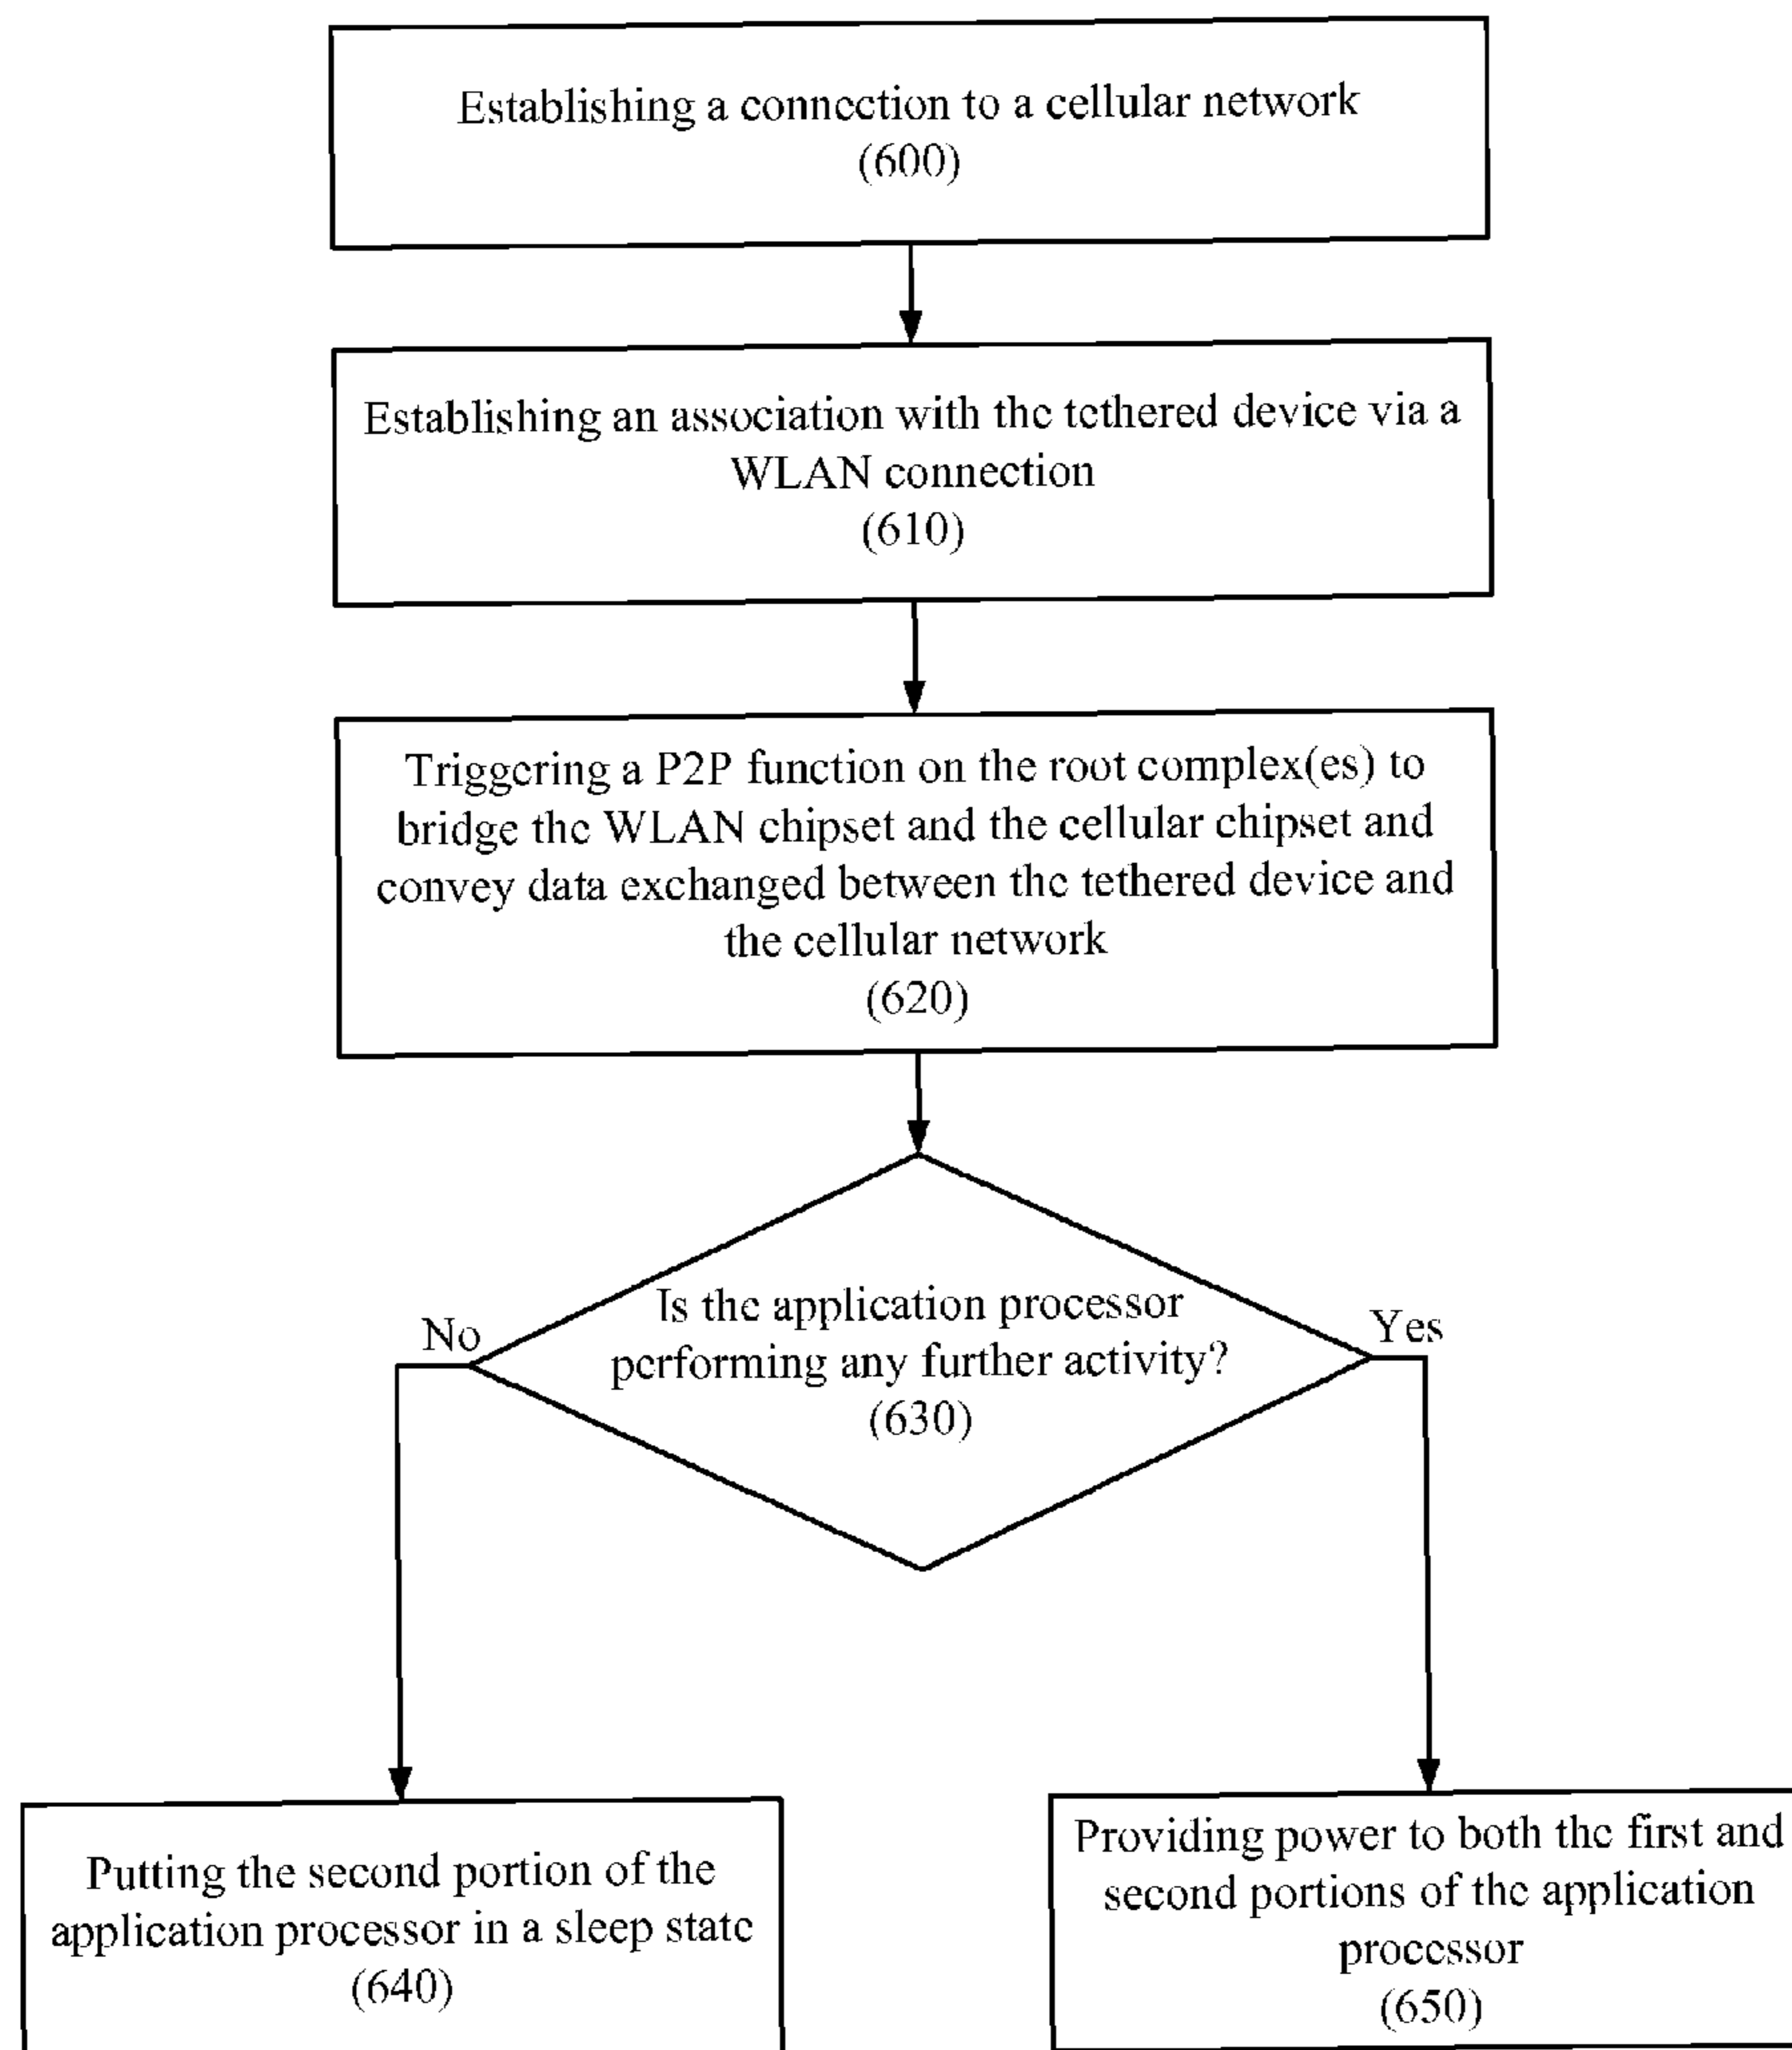 Establishing a connection to a cellular network
(600)
Establishing an association with the tethered device via a
WLAN connection
(610)
Triggering a P2P function on the root complex(es) to
bridge the WLAN chipset and the cellular chipset and
convey data exchanged between the tethered device and
the cellular network
(620)
Is the application processor
performing any further activity?
(630)
No
Yes
Putting the second portion of the
application processor in a sleep state
(640)
Providing power to both the first and
second portions of the application
processor
(650)